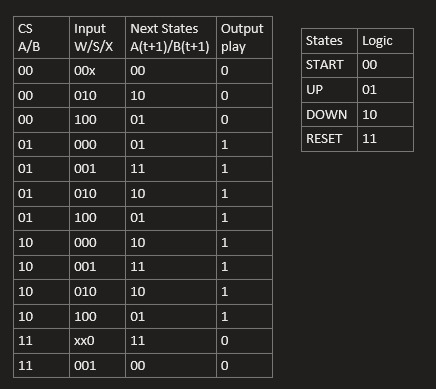 CS Input Next States Output
A/B W/S/X A(t+1)/B(t+1) play
00 00x 00 0
00 010 10 0
00 100 01 0
01 000 01 1
01 001 11 1
01 010 10 1
01 100 01 1
10 000 10 1
10 001 11 1
10 010 10 1
10 100 01 1
11 xx0 11 0
11 001 00 0
States Logic
START 00
UP 01
DOWN 10
RESET 11